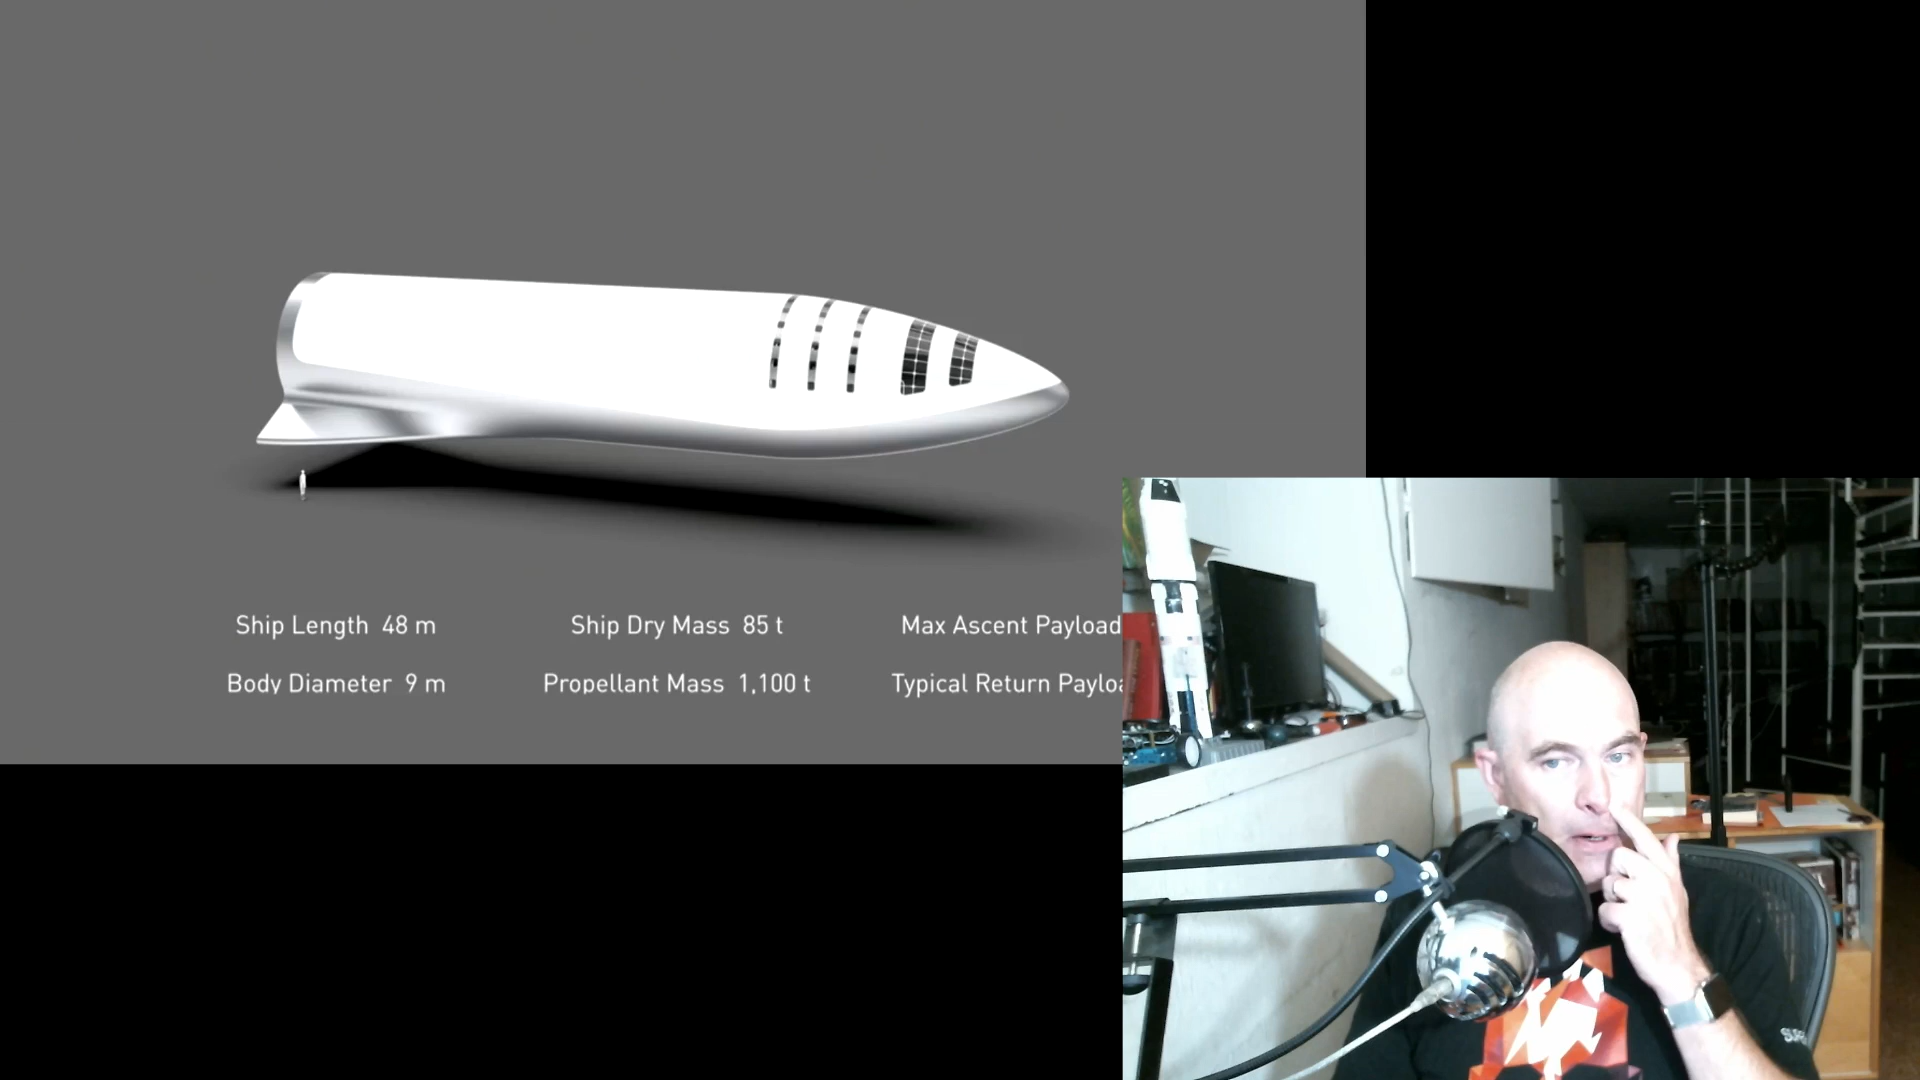 Ship Length 48 m
Ship Dry Mass 85 t
Max Ascent Payload
Body Diameter 9 m
Propellant Mass 1,100 t
Typical Return